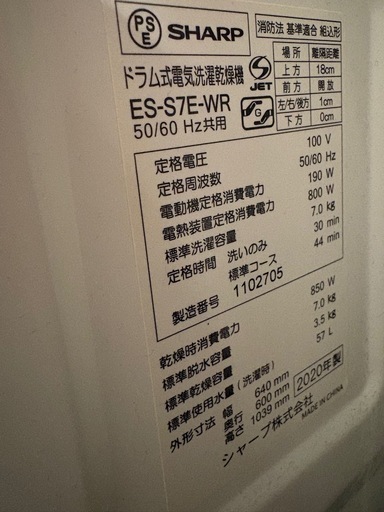 PS
E
SHARP
ドラム式電気洗濯乾燥機
ES-S7E-WR
50/60 Hz共用
S
JET
G
消防法 基準適合 組込形
場所 離隔距離
上方 18cm
前方 開放
左/右/後方 1cm
下方 0cm
定格電圧 100 V
定格周波数 50/60 Hz
電動機定格消費電力 190 W
電熱装置定格消費電力 800 W
標準洗濯容量 7.0 kg
定格時間 洗いのみ 30 min
標準コース 44 min
製造番号 1102705
乾燥時消費電力 850 W
標準脱水容量 7.0 kg
標準乾燥容量 3.5 kg
標準使用水量(洗濯時) 57 L
外形寸法 幅 640 mm
奥行 600 mm
高さ 1039 mm
2020年製
シャープ株式会社 MADE IN CHINA